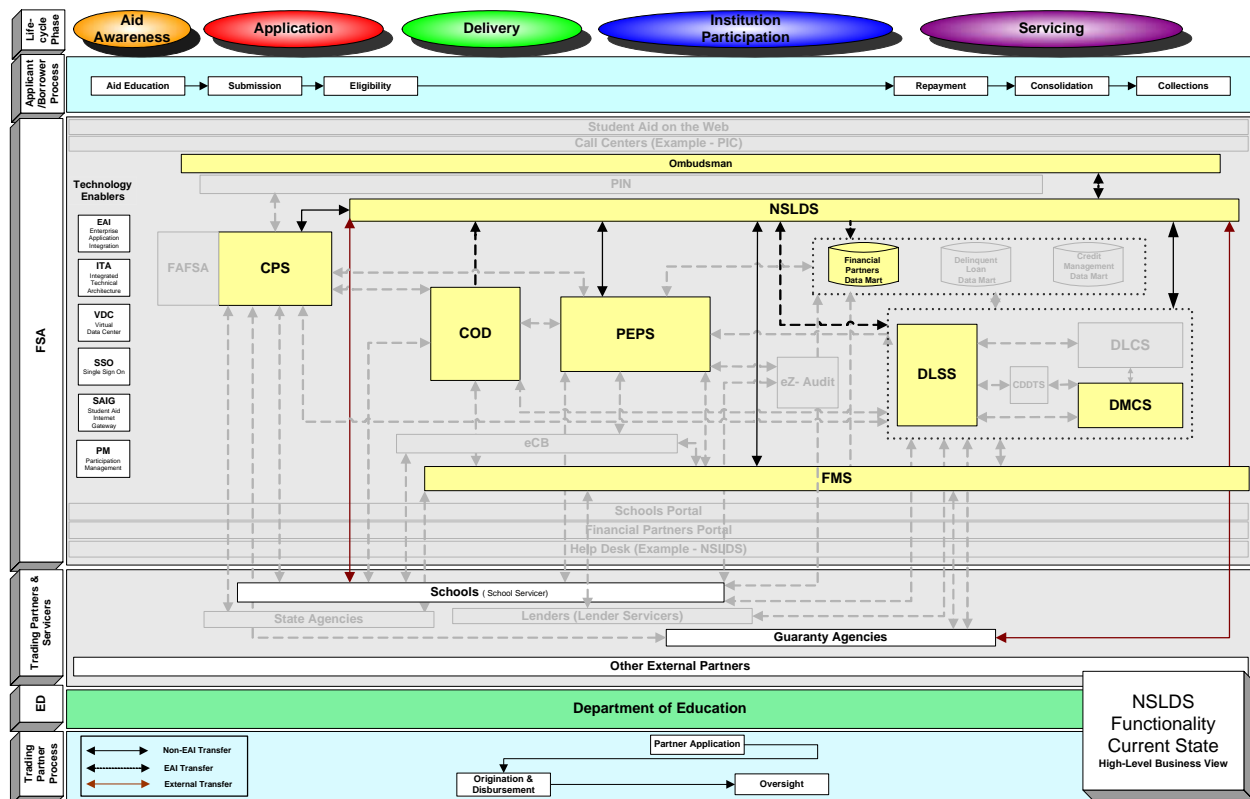 Life-
cycle
Phase
Aid
Awareness
Application
Delivery
Institution
Participation
Servicing
Applicant
/Borrower
Process
Aid Education
Submission
Eligibility
Repayment
Consolidation
Collections
FSA
Student Aid on the Web
Call Centers (Example - PIC)
Ombudsman
PIN
NSLDS
Technology
Enablers
EAI
Enterprise
Application
Integration
ITA
Integrated
Technical
Architecture
VDC
Virtual
Data Center
SSO
Single Sign On
SAIG
Student Aid
Internet
Gateway
PM
Participation
Management
FAFSA
CPS
COD
PEPS
Financial
Partners
Data Mart
Delinquent
Loan
Data Mart
Credit
Management
Data Mart
eZ- Audit
DLSS
DLCS
CDDTS
DMCS
eCB
FMS
Schools Portal
Financial Partners Portal
Help Desk (Example - NSLDS)
Trading Partners &
Servicers
Schools ( School Servicer)
State Agencies
Lenders (Lender Servicers)
Guaranty Agencies
Other External Partners
ED
Department of Education
NSLDS
Functionality
Current State
High-Level Business View
Trading
Partner
Process
Non-EAI Transfer
EAI Transfer
External Transfer
Partner Application
Origination &
Disbursement
Oversight